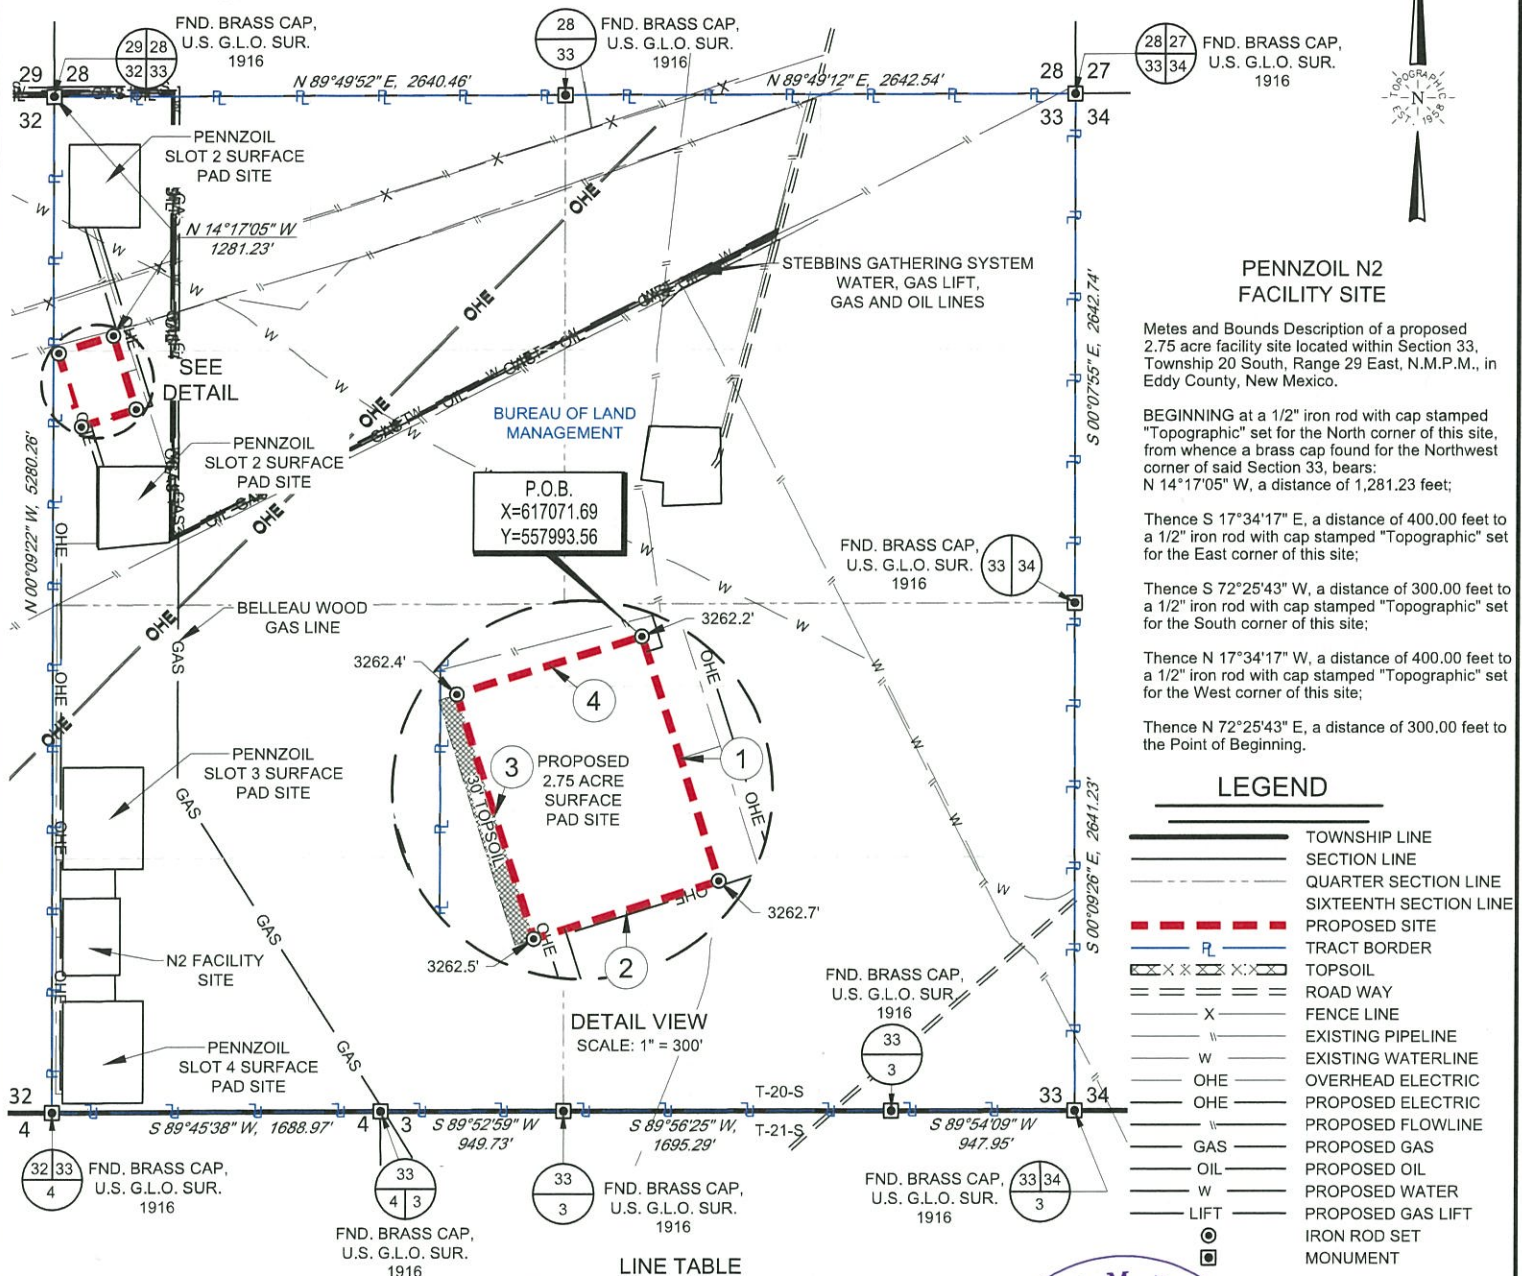 29 28
32 33
FND. BRASS CAP,
U.S. G.L.O. SUR.
1916
28
33
FND. BRASS CAP,
U.S. G.L.O. SUR.
1916
28 27
33 34
FND. BRASS CAP,
U.S. G.L.O. SUR.
1916
29 28
32
N 89°49'52" E, 2640.46'
N 89°49'12" E, 2642.54'
28 27
33 34
TOPOGRAPHIC
N
EST. 1958
PENNZOIL
SLOT 2 SURFACE
PAD SITE
N 14°17'05" W
1281.23'
STEBBINS GATHERING SYSTEM
WATER, GAS LIFT,
GAS AND OIL LINES
SEE
DETAIL
BUREAU OF LAND
MANAGEMENT
PENNZOIL
SLOT 2 SURFACE
PAD SITE
P.O.B.
X=617071.69
Y=557993.56
N 00°09'22" W, 5280.26'
S 00°07'55" E, 2642.74'
FND. BRASS CAP,
U.S. G.L.O. SUR.
1916
33 34
BELLEAU WOOD
GAS LINE
OHE
OHE
OHE
OHE
OHE
OHE
GAS
GAS
GAS
GAS
3262.2'
3262.4'
4
1
3
PROPOSED
2.75 ACRE
SURFACE
PAD SITE
30' TOPSOIL
OHE
OHE
OHE
OHE
3262.7'
3262.5'
2
DETAIL VIEW
SCALE: 1" = 300'
PENNZOIL
SLOT 3 SURFACE
PAD SITE
N2 FACILITY
SITE
PENNZOIL
SLOT 4 SURFACE
PAD SITE
S 00°09'26" E, 2641.23'
FND. BRASS CAP,
U.S. G.L.O. SUR.
1916
33
3
T-20-S
T-21-S
32
4
4 3
33 34
S 89°45'38" W, 1688.97'
S 89°52'59" W
949.73'
S 89°56'25" W,
1695.29'
S 89°54'09" W
947.95'
32 33
4
FND. BRASS CAP,
U.S. G.L.O. SUR.
1916
33
4 3
FND. BRASS CAP,
U.S. G.L.O. SUR.
1916
33
3
FND. BRASS CAP,
U.S. G.L.O. SUR.
1916
FND. BRASS CAP,
U.S. G.L.O. SUR.
1916
33 34
3
LINE TABLE
PENNZOIL N2
FACILITY SITE
Metes and Bounds Description of a proposed
2.75 acre facility site located within Section 33,
Township 20 South, Range 29 East, N.M.P.M., in
Eddy County, New Mexico.
BEGINNING at a 1/2" iron rod with cap stamped
"Topographic" set for the North corner of this site,
from whence a brass cap found for the Northwest
corner of said Section 33, bears:
N 14°17'05" W, a distance of 1,281.23 feet;
Thence S 17°34'17" E, a distance of 400.00 feet to
a 1/2" iron rod with cap stamped "Topographic" set
for the East corner of this site;
Thence S 72°25'43" W, a distance of 300.00 feet to
a 1/2" iron rod with cap stamped "Topographic" set
for the South corner of this site;
Thence N 17°34'17" W, a distance of 400.00 feet to
a 1/2" iron rod with cap stamped "Topographic" set
for the West corner of this site;
Thence N 72°25'43" E, a distance of 300.00 feet to
the Point of Beginning.
LEGEND
TOWNSHIP LINE
SECTION LINE
QUARTER SECTION LINE
SIXTEENTH SECTION LINE
PROPOSED SITE
PL TRACT BORDER
TOPSOIL
ROAD WAY
X FENCE LINE
\\ EXISTING PIPELINE
W EXISTING WATERLINE
OHE OVERHEAD ELECTRIC
OHE PROPOSED ELECTRIC
\\ PROPOSED FLOWLINE
GAS PROPOSED GAS
OIL PROPOSED OIL
W PROPOSED WATER
LIFT PROPOSED GAS LIFT
IRON ROD SET
MONUMENT